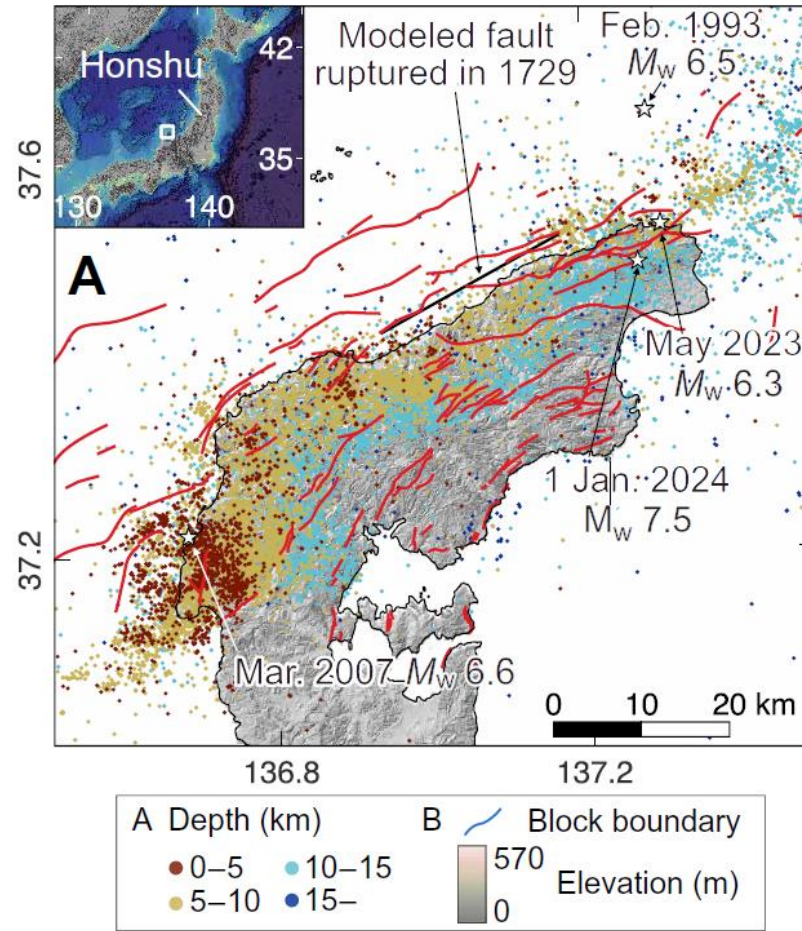 Honshu
42
35
130
140
Modeled fault
ruptured in 1729
Feb. 1993
Mw 6.5
A
37.6
37.2
May 2023
Mw 6.3
1 Jan. 2024
Mw 7.5
Mar. 2007 Mw 6.6
0 10 20 km
136.8
137.2
A Depth (km)
0–5
10–15
5–10
15–
B Block boundary
570
0
Elevation (m)